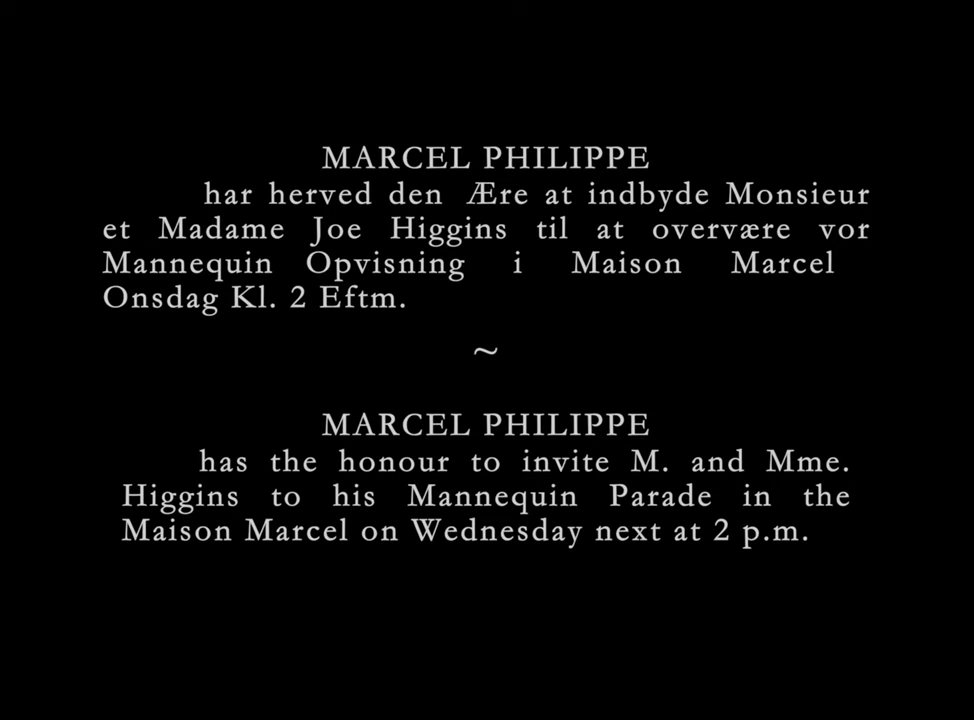 MARCEL PHILIPPE
har herved den Ære at indbyde Monsieur
et Madame Joe Higgins til at overvære vor
Mannequin Opvisning i Maison Marcel
Onsdag Kl. 2 Eftm.
~
MARCEL PHILIPPE
has the honour to invite M. and Mme.
Higgins to his Mannequin Parade in the
Maison Marcel on Wednesday next at 2 p.m.